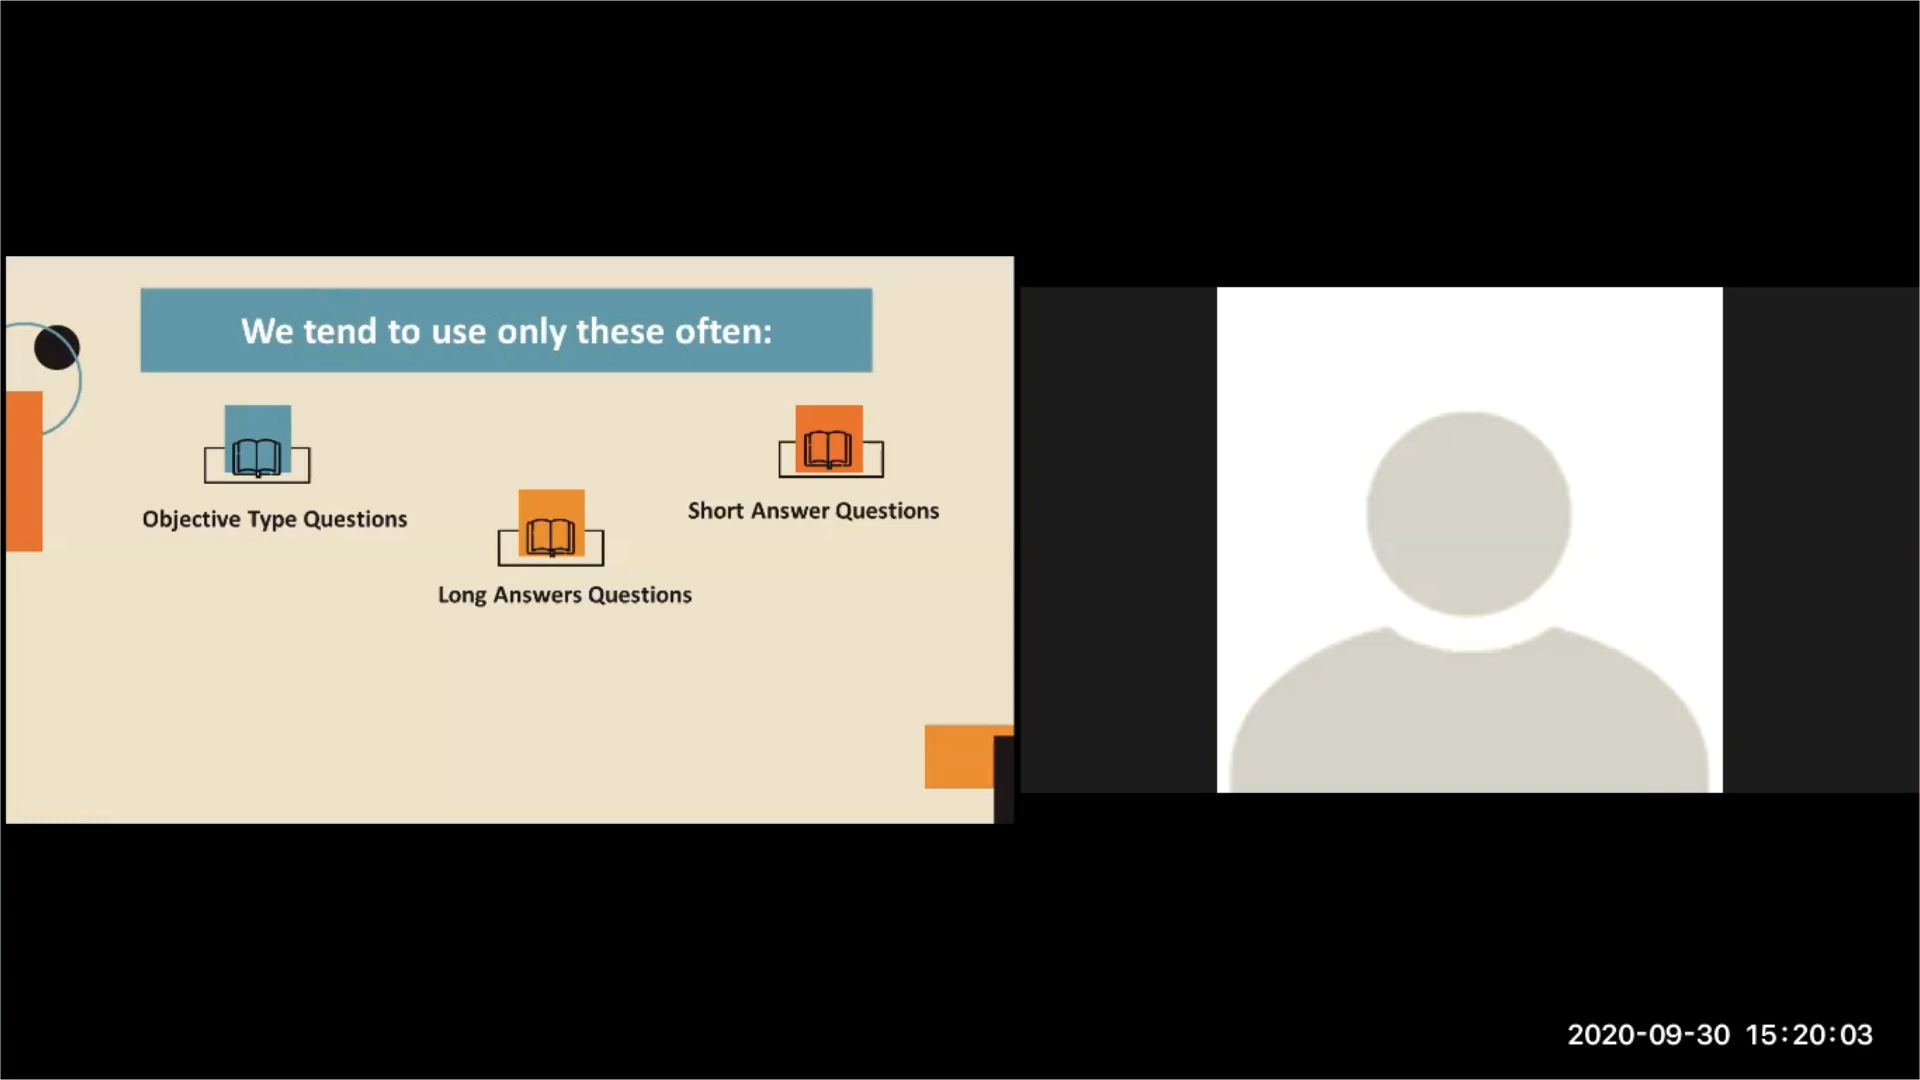 We tend to use only these often:
Objective Type Questions
Short Answer Questions
Long Answers Questions
2020-09-30 15:20:03